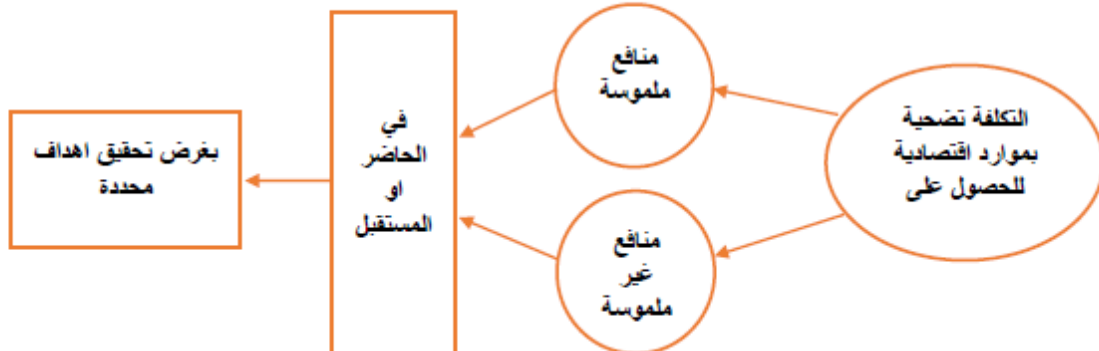 التكلفة تضحية
بموارد اقتصادية
للحصول على
منافع
ملموسة
منافع
غير
ملموسة
في
الحاضر
او
المستقبل
بغرض تحقيق اهداف
محددة